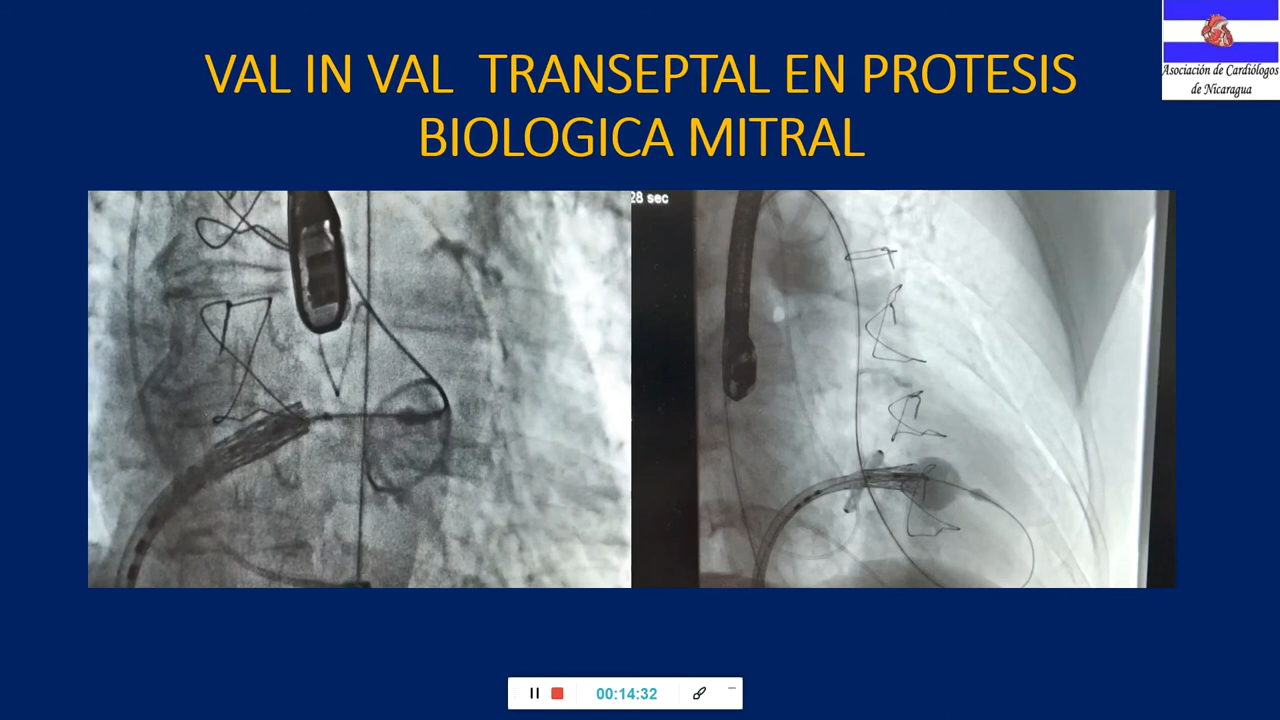 VAL IN VAL TRANSEPTAL EN PROTESIS
BIOLOGICA MITRAL
Asociación de Cardiólogos
de Nicaragua
28 sec
00:14:32